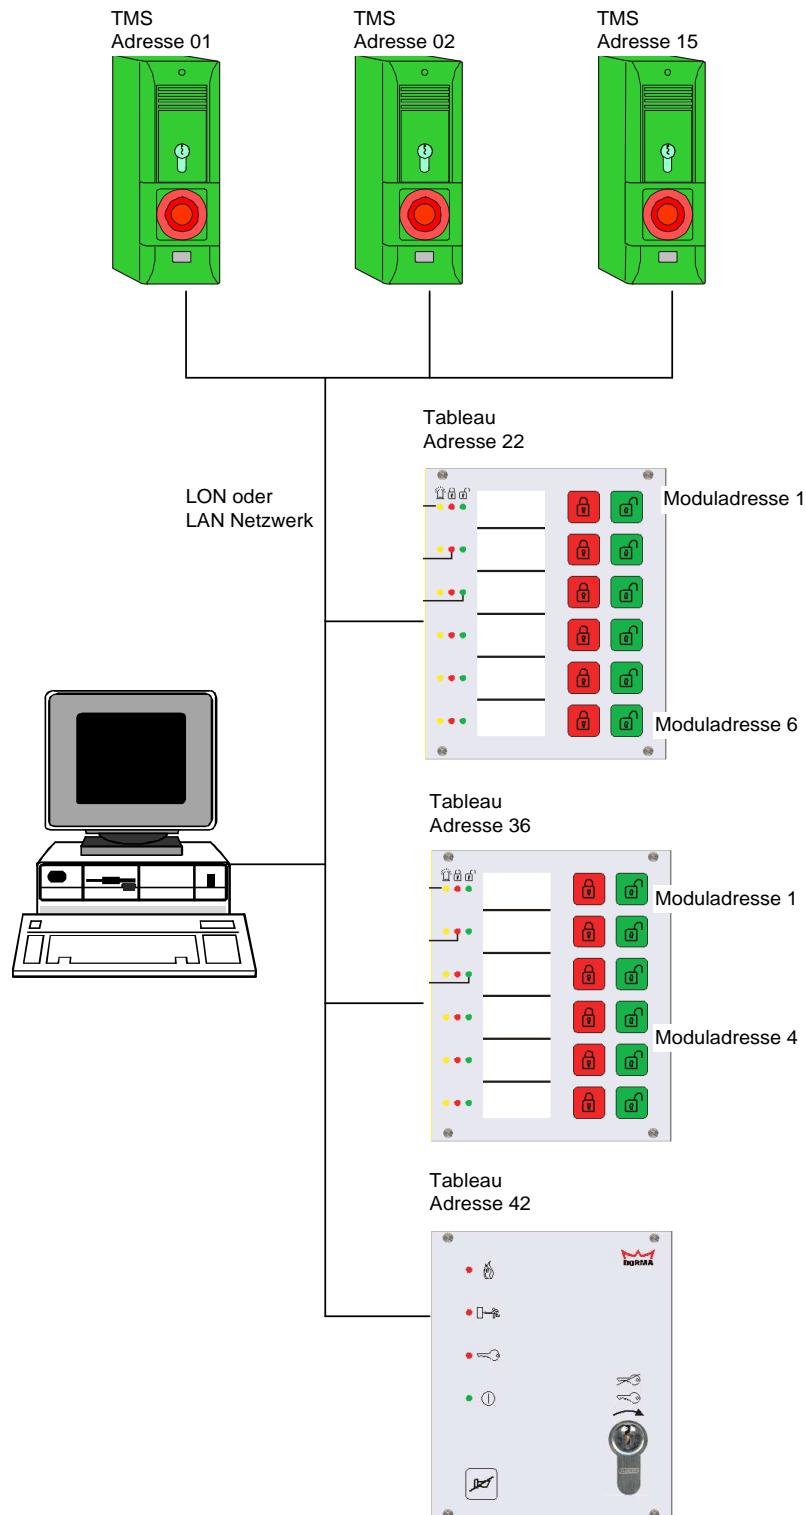 TMS
Adresse 01
TMS
Adresse 02
TMS
Adresse 15
Tableau
Adresse 22
LON oder
LAN Netzwerk
Moduladresse 1
Moduladresse 6
Tableau
Adresse 36
Moduladresse 1
Moduladresse 4
Tableau
Adresse 42
DORMA